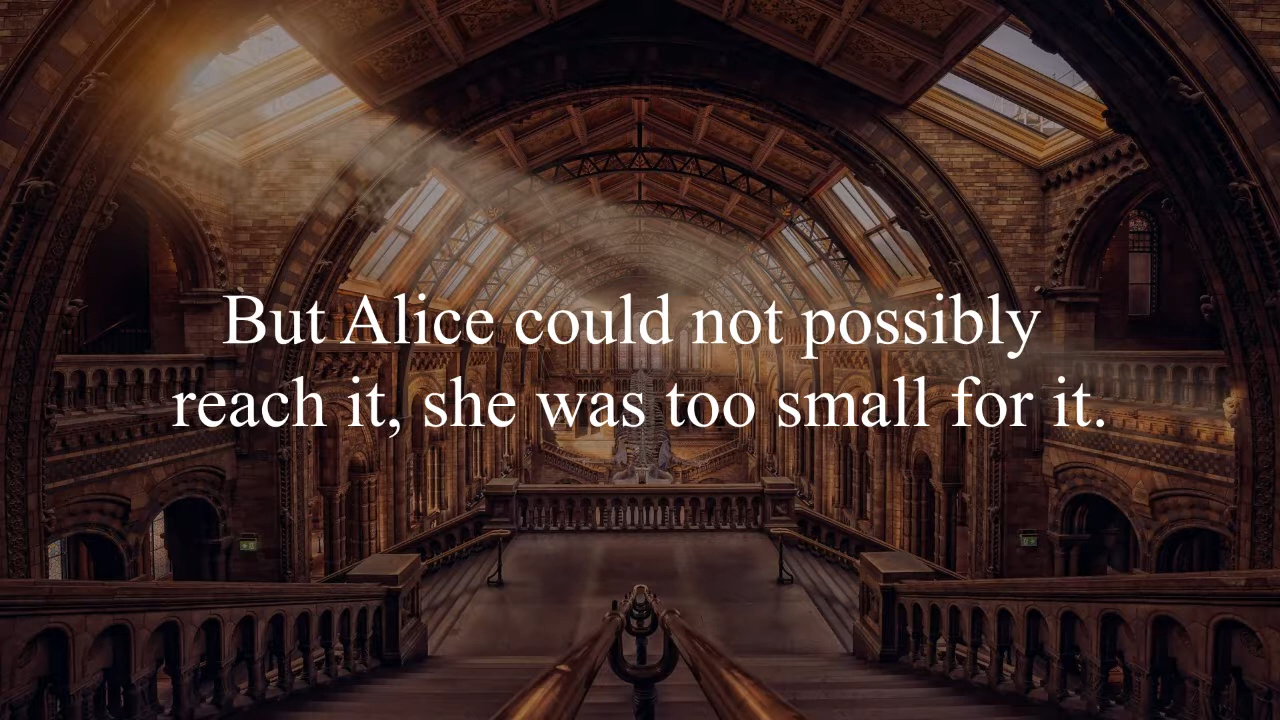 But Alice could not possibly
reach it, she was too small for it.